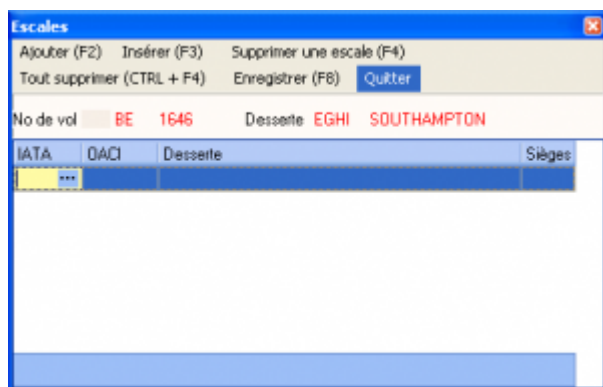 Escales
Ajouter (F2) Insérer (F3) Supprimer une escale (F4)
Tout supprimer (CTRL + F4) Enregistrer (F8) Quitter
No de vol BE 1646 Desserte EGHI SOUTHAMPTON
IATA OACI Desserte Sièges